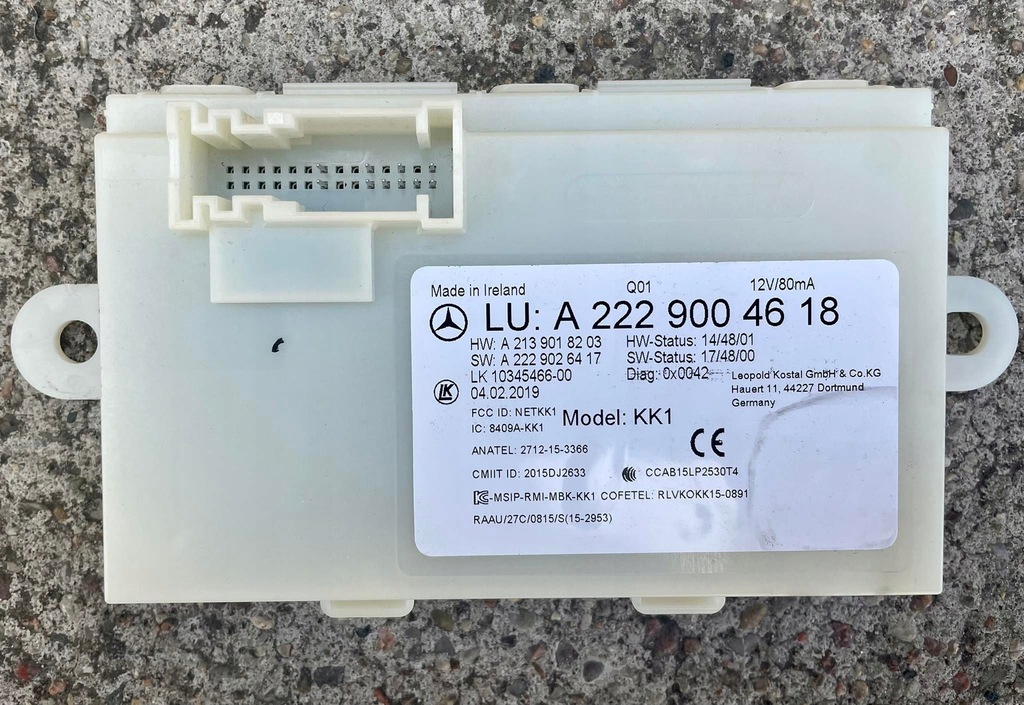 Made in Ireland Q01 12V/80mA
LU: A 222 900 46 18
HW: A 213 901 82 03 HW-Status: 14/48/01
SW: A 222 902 64 17 SW-Status: 17/48/00
LK 10345466-00 Diag: 0x0042
LK 04.02.2019
Leopold Kostal GmbH & Co.KG
Hauert 11, 44227 Dortmund
Germany
FCC ID: NETKK1 Model: KK1
IC: 8409A-KK1
ANATEL: 2712-15-3366 CE
CMIIT ID: 2015DJ2633 CCAB15LP2530T4
KC-MSIP-RMI-MBK-KK1 COFETEL: RLVKOKK15-0891
RAAU/27C/0815/S(15-2953)